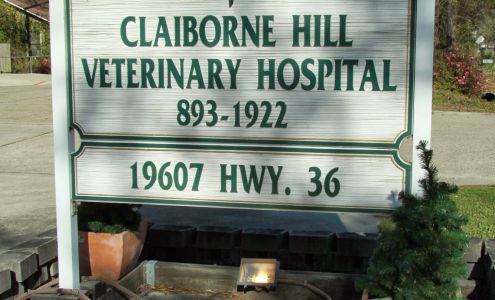 CLAIBORNE HILL
VETERINARY HOSPITAL
893-1922
19607 HWY. 36